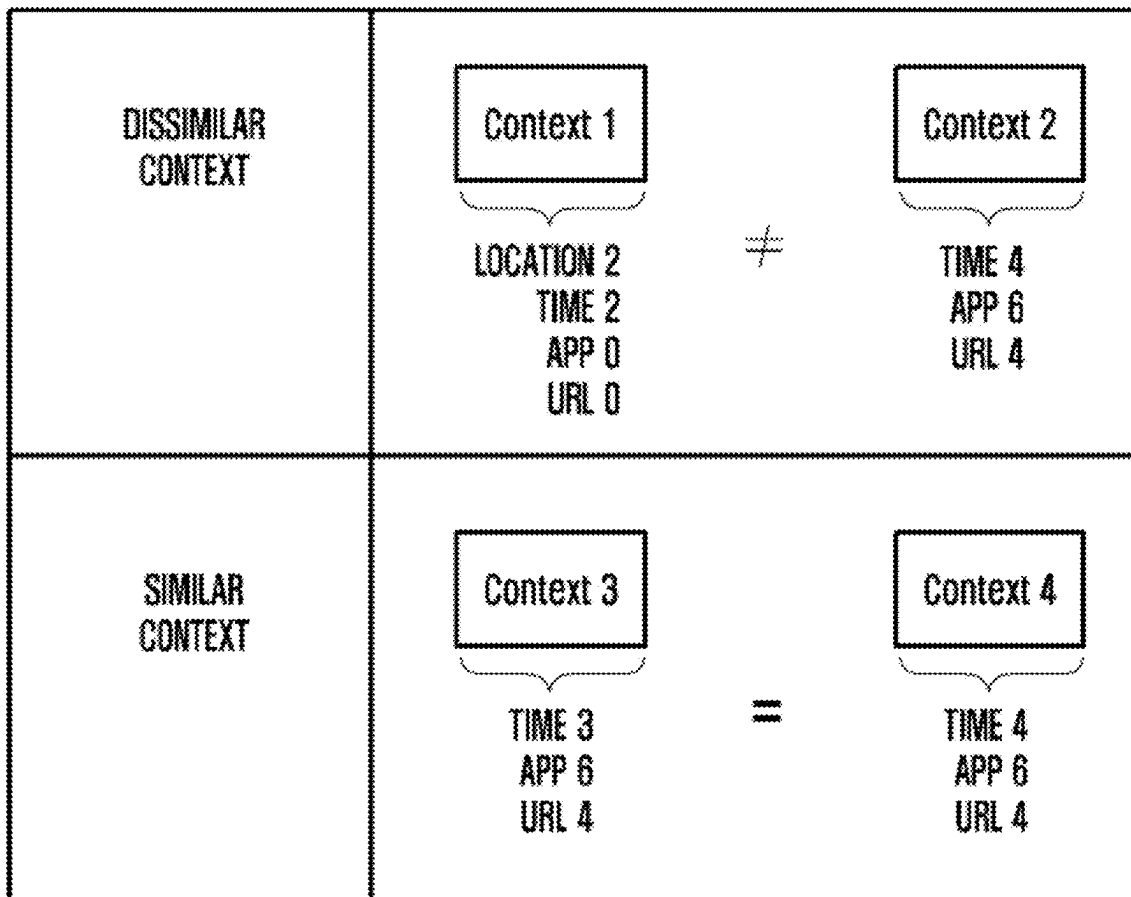 DISSIMILAR
CONTEXT
Context 1
LOCATION 2
TIME 2
APP 0
URL 0
≠
Context 2
TIME 4
APP 6
URL 4
SIMILAR
CONTEXT
Context 3
TIME 3
APP 6
URL 4
=
Context 4
TIME 4
APP 6
URL 4